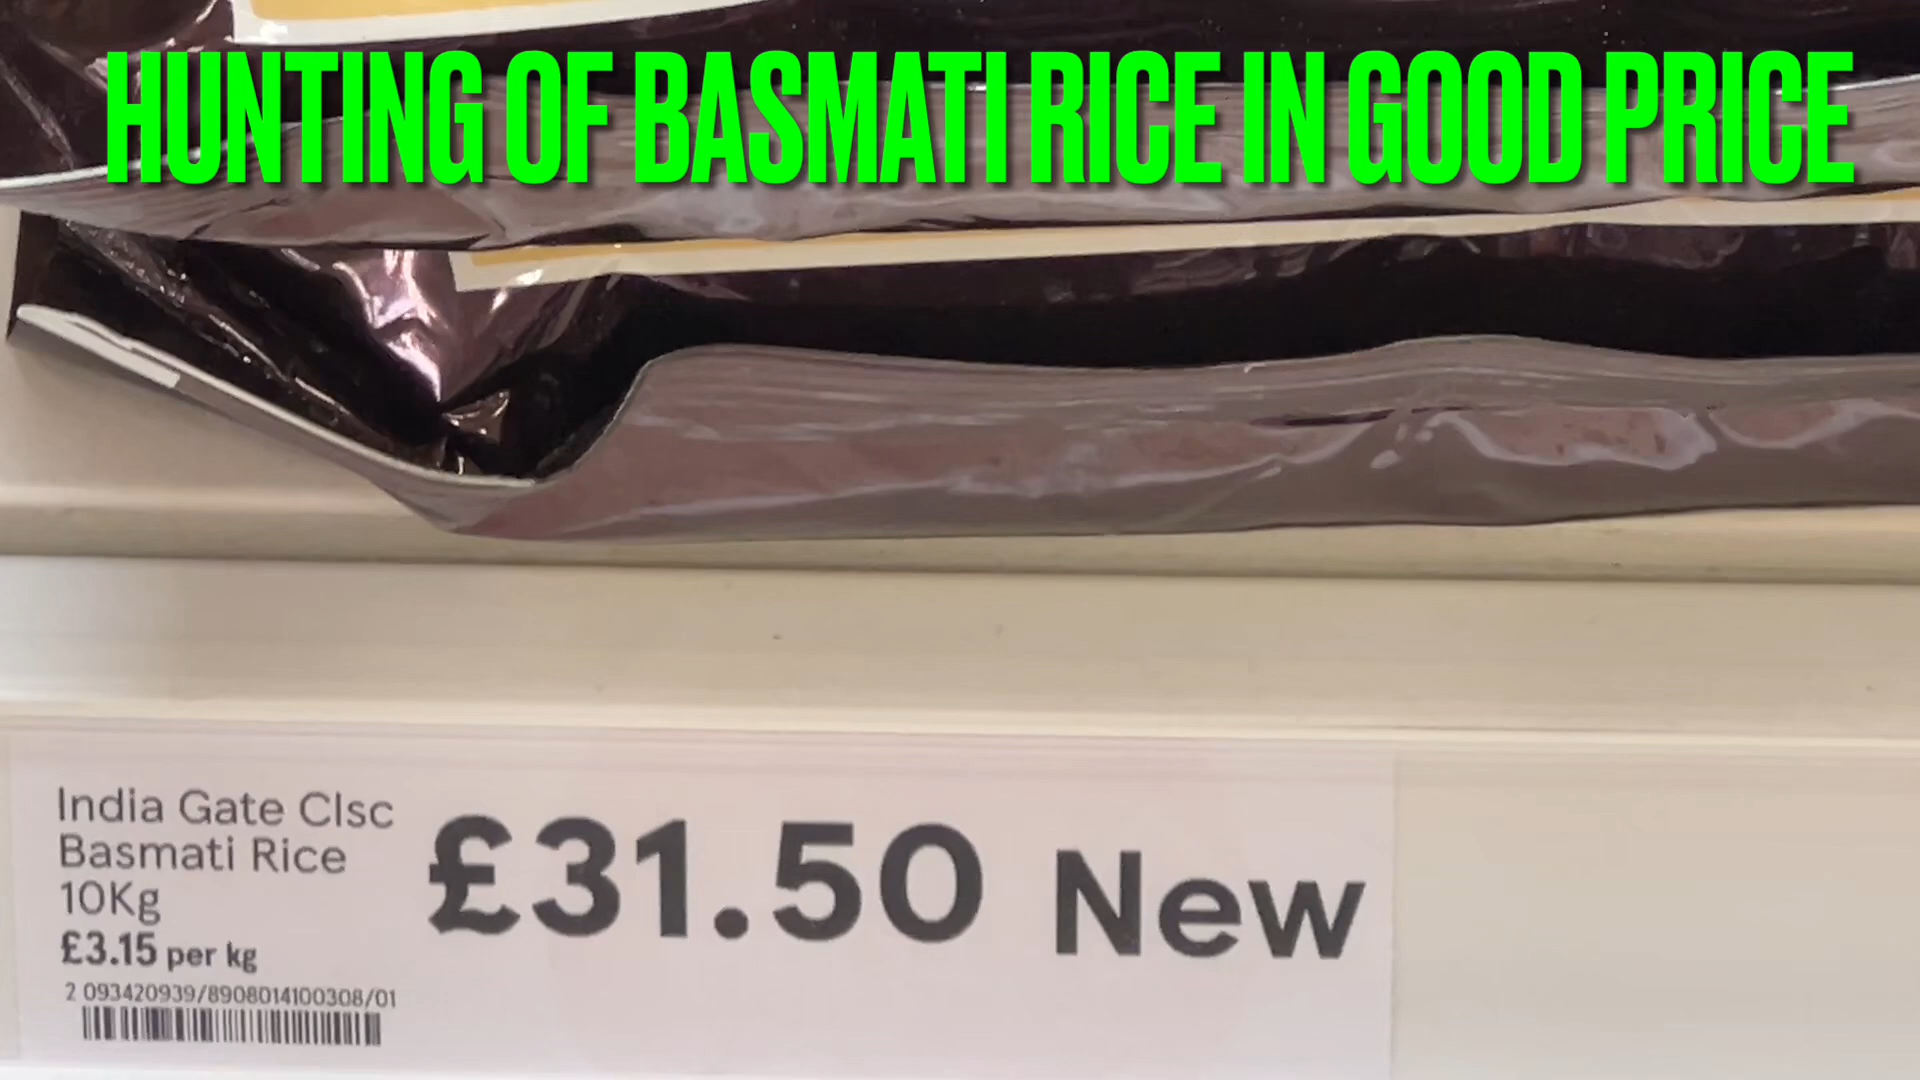 HUNTING OF BASMATI RICE IN GOOD PRICE
India Gate Clsc
Basmati Rice
10Kg
£3.15 per kg
2 093420939/8908014100308/01
£31.50 New